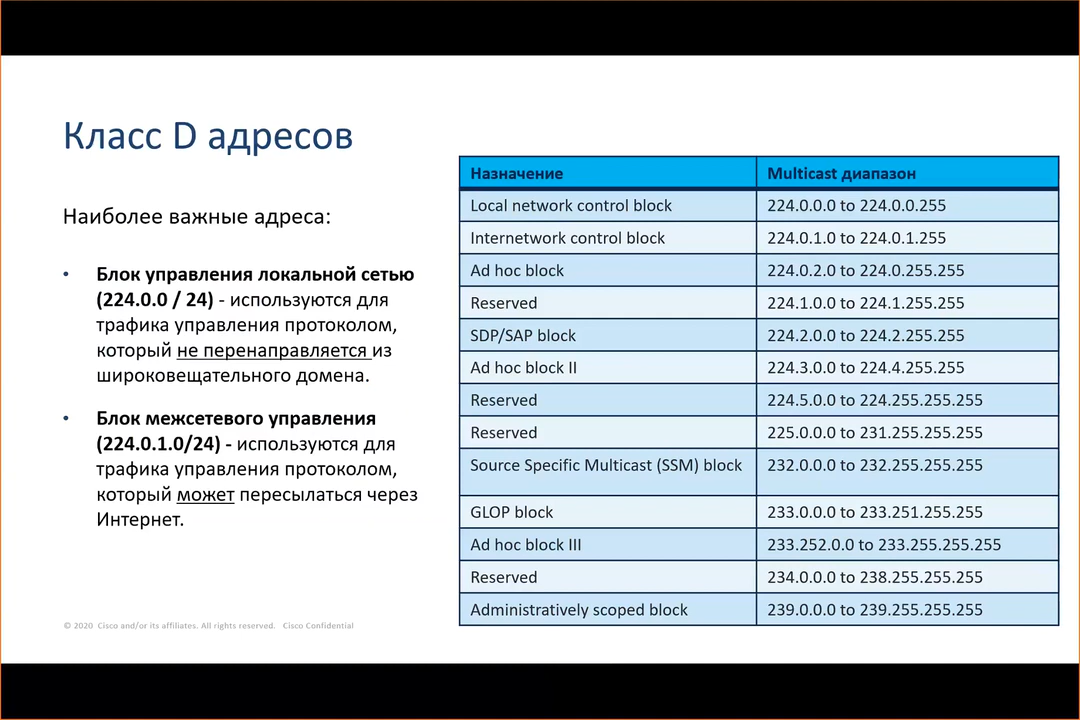 Класс D адресов
Наиболее важные адреса:
• Блок управления локальной сетью
(224.0.0 / 24) - используются для
трафика управления протоколом,
который не перенаправляется из
широковещательного домена.
• Блок межсетевого управления
(224.0.1.0/24) - используются для
трафика управления протоколом,
который может пересылаться через
Интернет.
Назначение Multicast диапазон
Local network control block 224.0.0.0 to 224.0.0.255
Internetwork control block 224.0.1.0 to 224.0.1.255
Ad hoc block 224.0.2.0 to 224.0.255.255
Reserved 224.1.0.0 to 224.1.255.255
SDP/SAP block 224.2.0.0 to 224.2.255.255
Ad hoc block II 224.3.0.0 to 224.4.255.255
Reserved 224.5.0.0 to 224.255.255.255
Reserved 225.0.0.0 to 231.255.255.255
Source Specific Multicast (SSM) block 232.0.0.0 to 232.255.255.255
GLOP block 233.0.0.0 to 233.251.255.255
Ad hoc block III 233.252.0.0 to 233.255.255.255
Reserved 234.0.0.0 to 238.255.255.255
Administratively scoped block 239.0.0.0 to 239.255.255.255
© 2020 Cisco and/or its affiliates. All rights reserved. Cisco Confidential